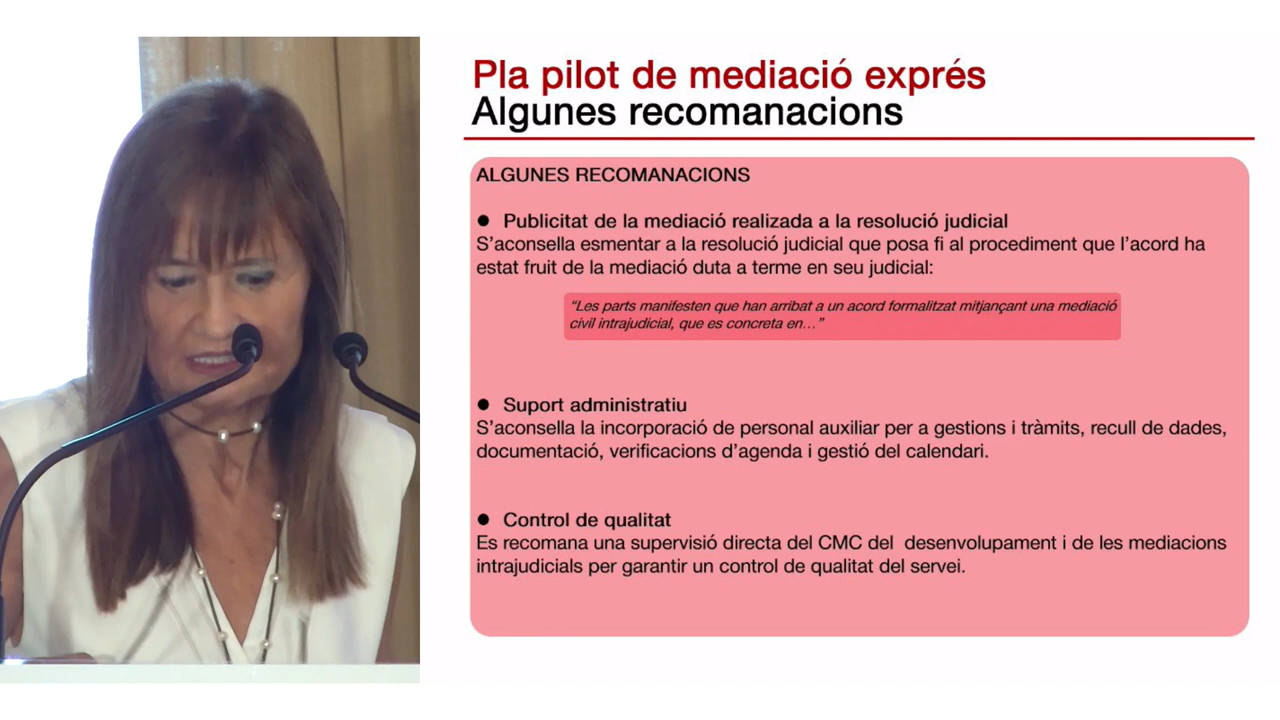 Pla pilot de mediació exprés
Algunes recomanacions
ALGUNES RECOMANACIONS
● Publicitat de la mediació realizada a la resolució judicial
S’aconsella esmentar a la resolució judicial que posa fi al procediment que l’acord ha
estat fruit de la mediació duta a terme en seu judicial:
“Les parts manifesten que han arribat a un acord formalitzat mitjançant una mediació
civil intrajudicial, que es concreta en…”
● Suport administratiu
S’aconsella la incorporació de personal auxiliar per a gestions i tràmits, recull de dades,
documentació, verificacions d’agenda i gestió del calendari.
● Control de qualitat
Es recomana una supervisió directa del CMC del desenvolupament i de les mediacions
intrajudicials per garantir un control de qualitat del servei.